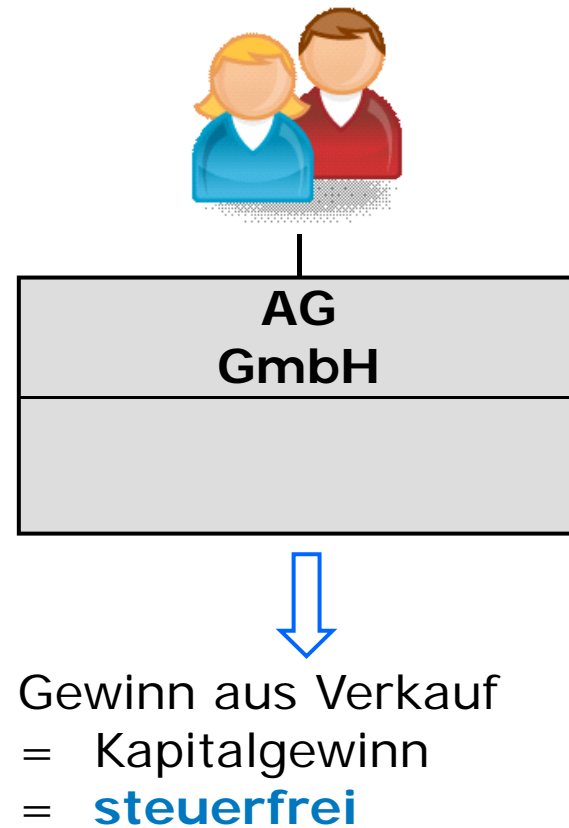 AG
GmbH
Gewinn aus Verkauf
= Kapitalgewinn
= steuerfrei